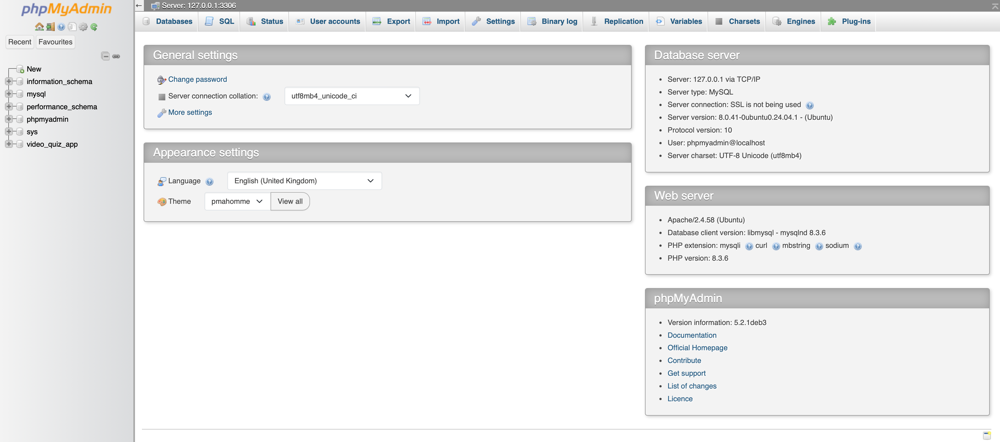 phpMyAdmin
Recent
Favourites
New
information_schema
mysql
performance_schema
phpmyadmin
sys
video_quiz_app
Server: 127.0.0.1:3306
Databases
SQL
Status
User accounts
Export
Import
Settings
Binary log
Replication
Variables
Charsets
Engines
Plug-ins
General settings
Change password
Server connection collation:
utf8mb4_unicode_ci
More settings
Appearance settings
Language
English (United Kingdom)
Theme
pmahomme
View all
Database server
Server: 127.0.0.1 via TCP/IP
Server type: MySQL
Server connection: SSL is not being used
Server version: 8.0.41-0ubuntu0.24.04.1 - (Ubuntu)
Protocol version: 10
User: phpmyadmin@localhost
Server charset: UTF-8 Unicode (utf8mb4)
Web server
Apache/2.4.58 (Ubuntu)
Database client version: libmysql - mysqlnd 8.3.6
PHP extension: mysqli curl mbstring sodium
PHP version: 8.3.6
phpMyAdmin
Version information: 5.2.1deb3
Documentation
Official Homepage
Contribute
Get support
List of changes
Licence